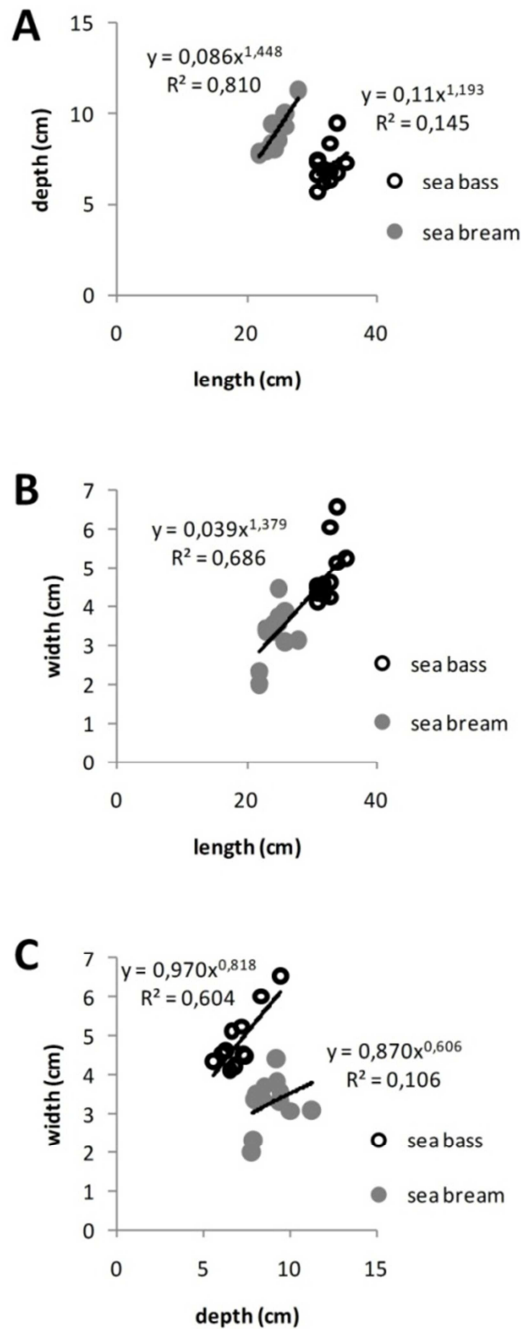 A
15
10
5
0
depth (cm)
y = 0,086x^1,448
R² = 0,810
y = 0,11x^1,193
R² = 0,145
sea bass
sea bream
0 20 40
length (cm)
B
7
6
5
4
3
2
1
0
width (cm)
y = 0,039x^1,379
R² = 0,686
sea bass
sea bream
0 20 40
length (cm)
C
7
6
5
4
3
2
1
0
width (cm)
y = 0,970x^0,818
R² = 0,604
y = 0,870x^0,606
R² = 0,106
sea bass
sea bream
0 5 10 15
depth (cm)